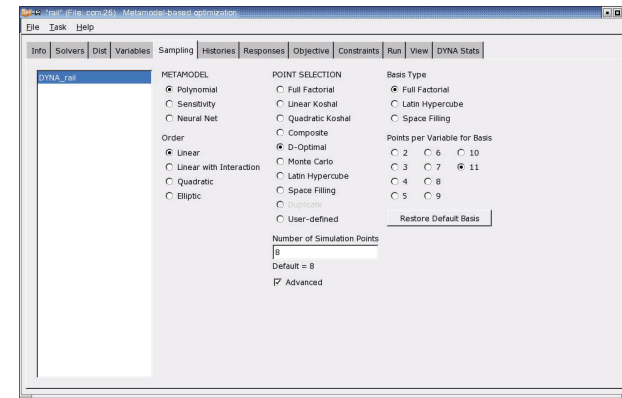 "rail" (File: com.25) Metamodel-based optimization
File Task Help
Info Solvers Dist Variables Sampling Histories Responses Objective Constraints Run View DYNA Stats
DYNA_rail
METAMODEL
Polynomial
Sensitivity
Neural Net
Order
Linear
Linear with Interaction
Quadratic
Elliptic
POINT SELECTION
Full Factorial
Linear Koshal
Quadratic Koshal
Composite
D-Optimal
Monte Carlo
Latin Hypercube
Space Filling
Duplicate
User-defined
Number of Simulation Points
8
Default = 8
Advanced
Basis Type
Full Factorial
Latin Hypercube
Space Filling
Points per Variable for Basis
2 6 10
3 7 11
4 8
5 9
Restore Default Basis